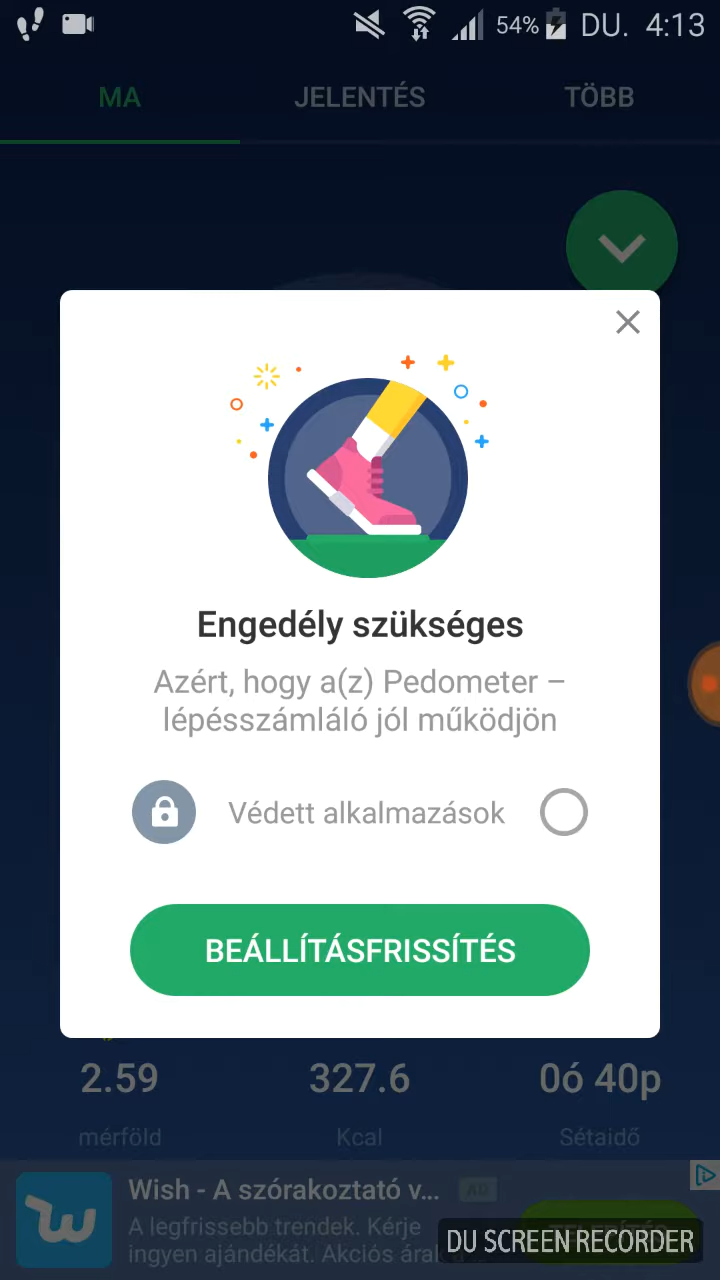 54% DU. 4:13
MA JELENTÉS TÖBB
Engedély szükséges
Azért, hogy a(z) Pedometer –
lépésszámláló jól működjön
Védett alkalmazások
BEÁLLÍTÁSFRISSÍTÉS
2.59 327.6 0ó 40p
mérföld Kcal Sétaidő
Wish - A szórakoztató v... AD
A legfrissebb trendek. Kérje
ingyen ajándékát. Akciós árak
DU SCREEN RECORDER